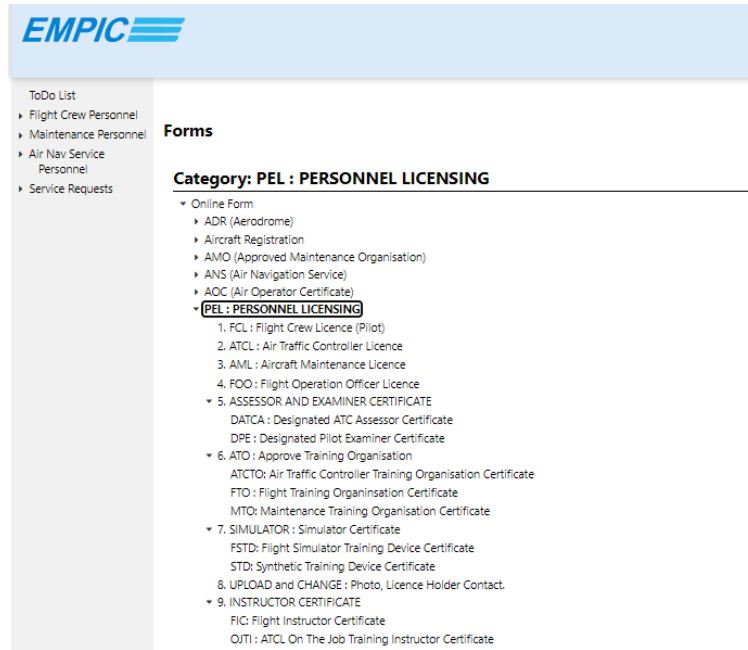 EMPIC
ToDo List
Flight Crew Personnel
Maintenance Personnel
Air Nav Service
Personnel
Service Requests
Forms
Category: PEL : PERSONNEL LICENSING
Online Form
ADR (Aerodrome)
Aircraft Registration
AMO (Approved Maintenance Organisation)
ANS (Air Navigation Service)
AOC (Air Operator Certificate)
PEL : PERSONNEL LICENSING
1. FCL : Flight Crew Licence (Pilot)
2. ATCL : Air Traffic Controller Licence
3. AML : Aircraft Maintenance Licence
4. FOO : Flight Operation Officer Licence
5. ASSESSOR AND EXAMINER CERTIFICATE
DATCA : Designated ATC Assessor Certificate
DPE : Designated Pilot Examiner Certificate
6. ATO : Approve Training Organisation
ATCTO: Air Traffic Controller Training Organisation Certificate
FTO : Flight Training Organinsation Certificate
MTO: Maintenance Training Organisation Certificate
7. SIMULATOR : Simulator Certificate
FSTD: Flight Simulator Training Device Certificate
STD: Synthetic Training Device Certificate
8. UPLOAD and CHANGE : Photo, Licence Holder Contact.
9. INSTRUCTOR CERTIFICATE
FIC: Flight Instructor Certificate
OJTI : ATCL On The Job Training Instructor Certificate